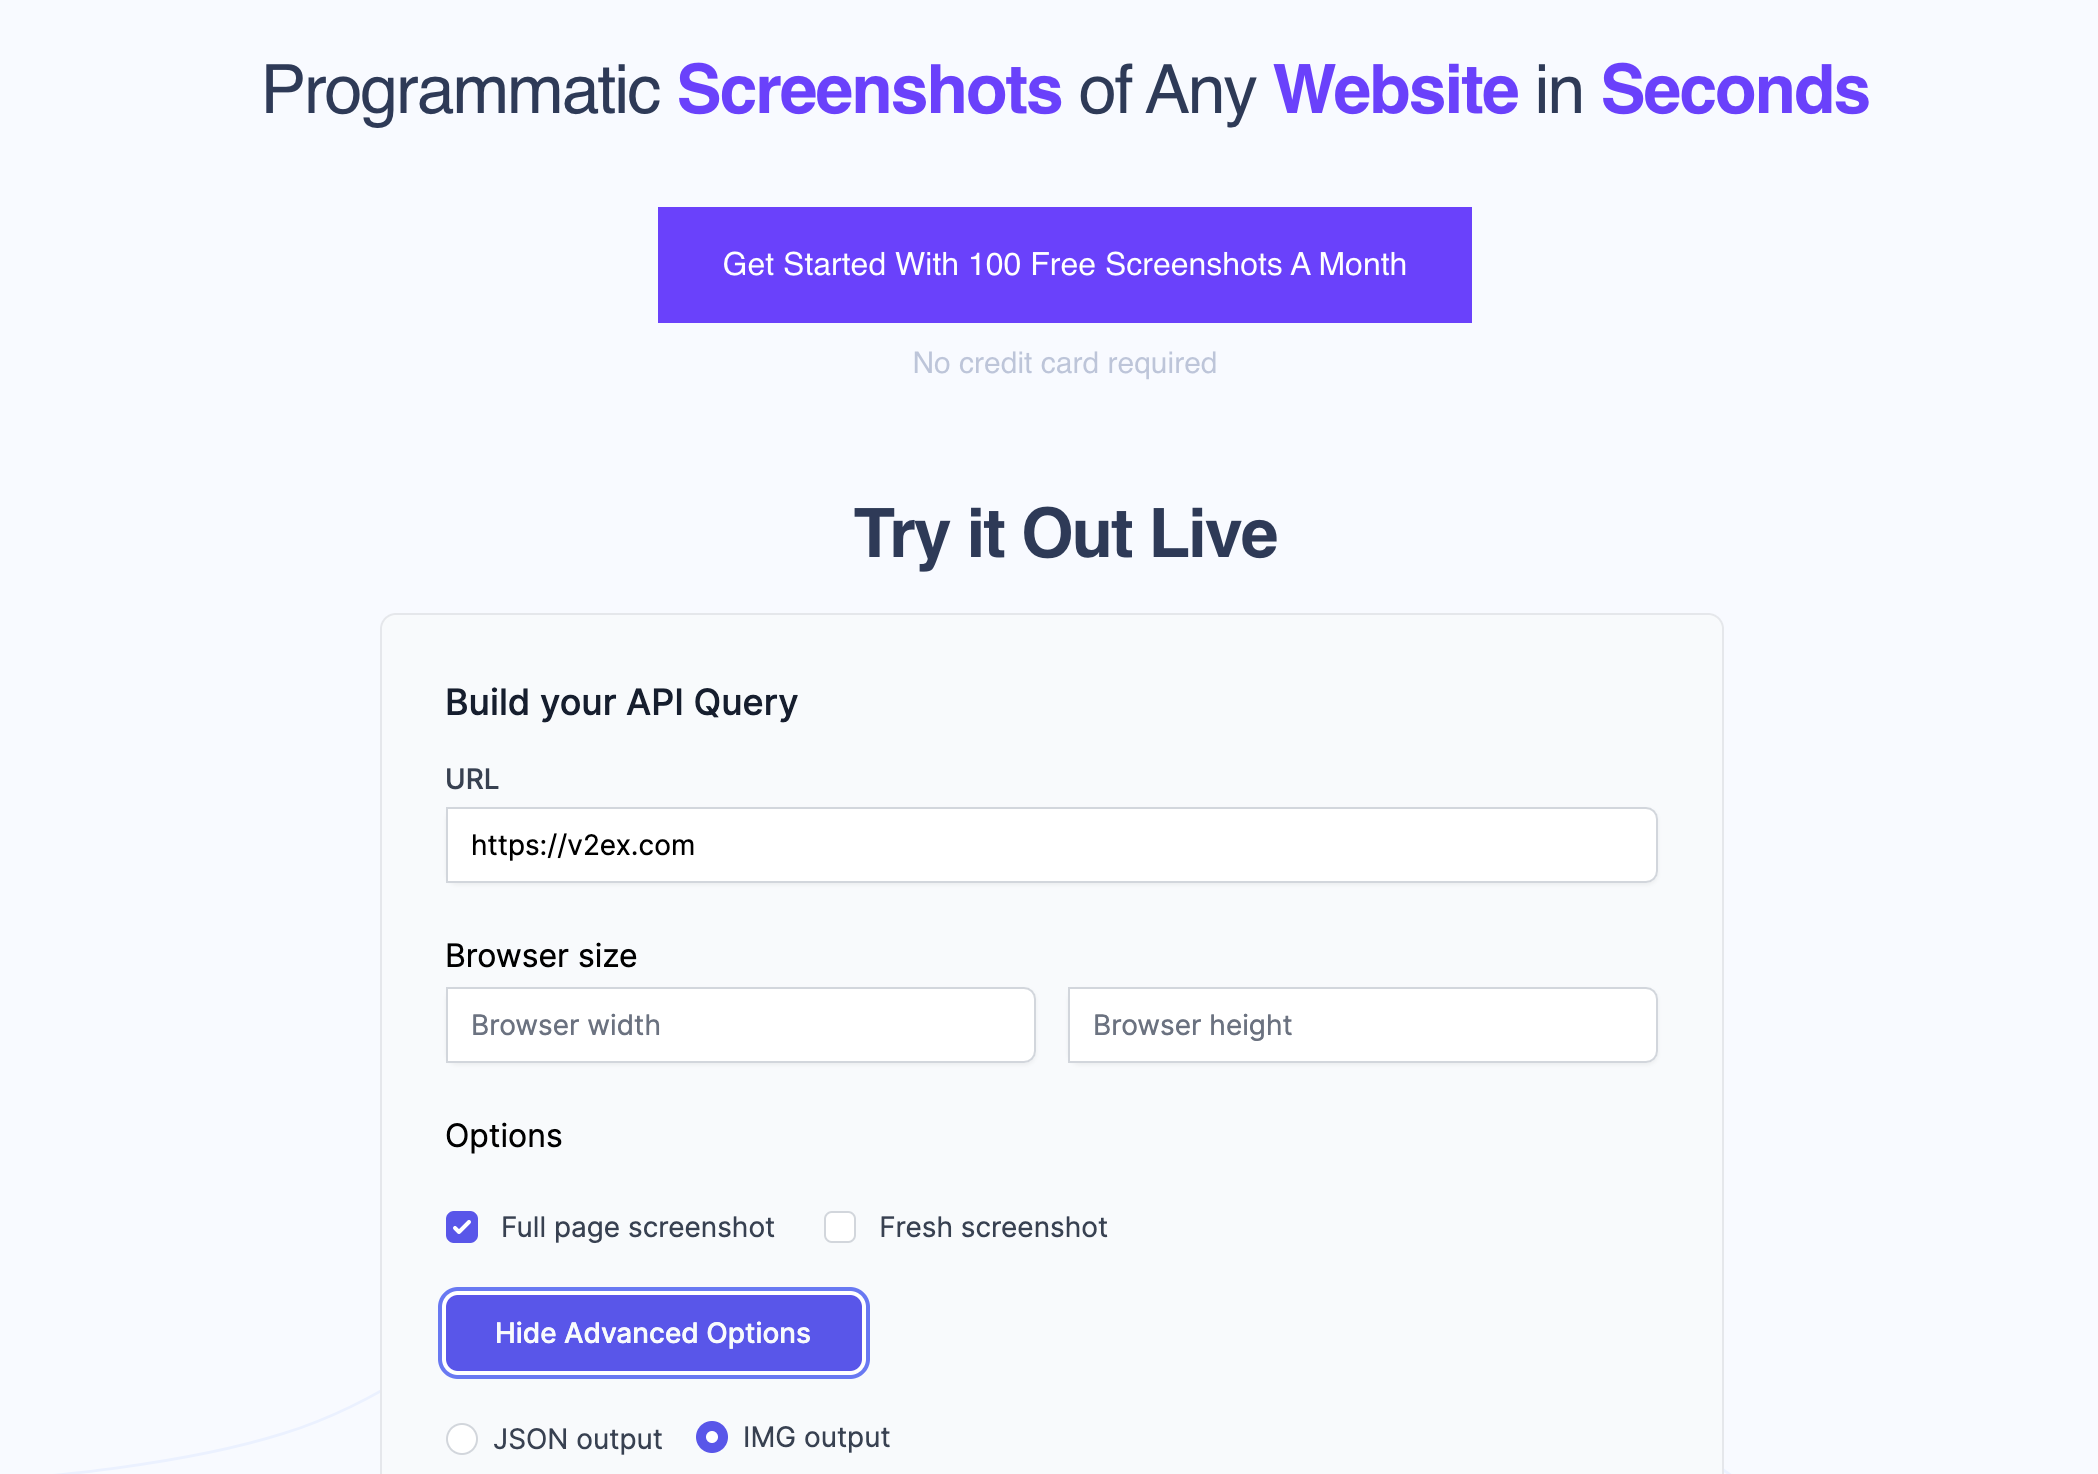 Programmatic Screenshots of Any Website in Seconds
Get Started With 100 Free Screenshots A Month
No credit card required
Try it Out Live
Build your API Query
URL
https://v2ex.com
Browser size
Browser width
Browser height
Options
Full page screenshot
Fresh screenshot
Hide Advanced Options
JSON output
IMG output